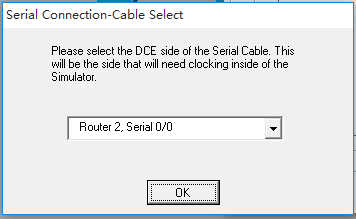 Serial Connection-Cable Select
Please select the DCE side of the Serial Cable. This
will be the side that will need clocking inside of the
Simulator.
Router 2, Serial 0/0
OK